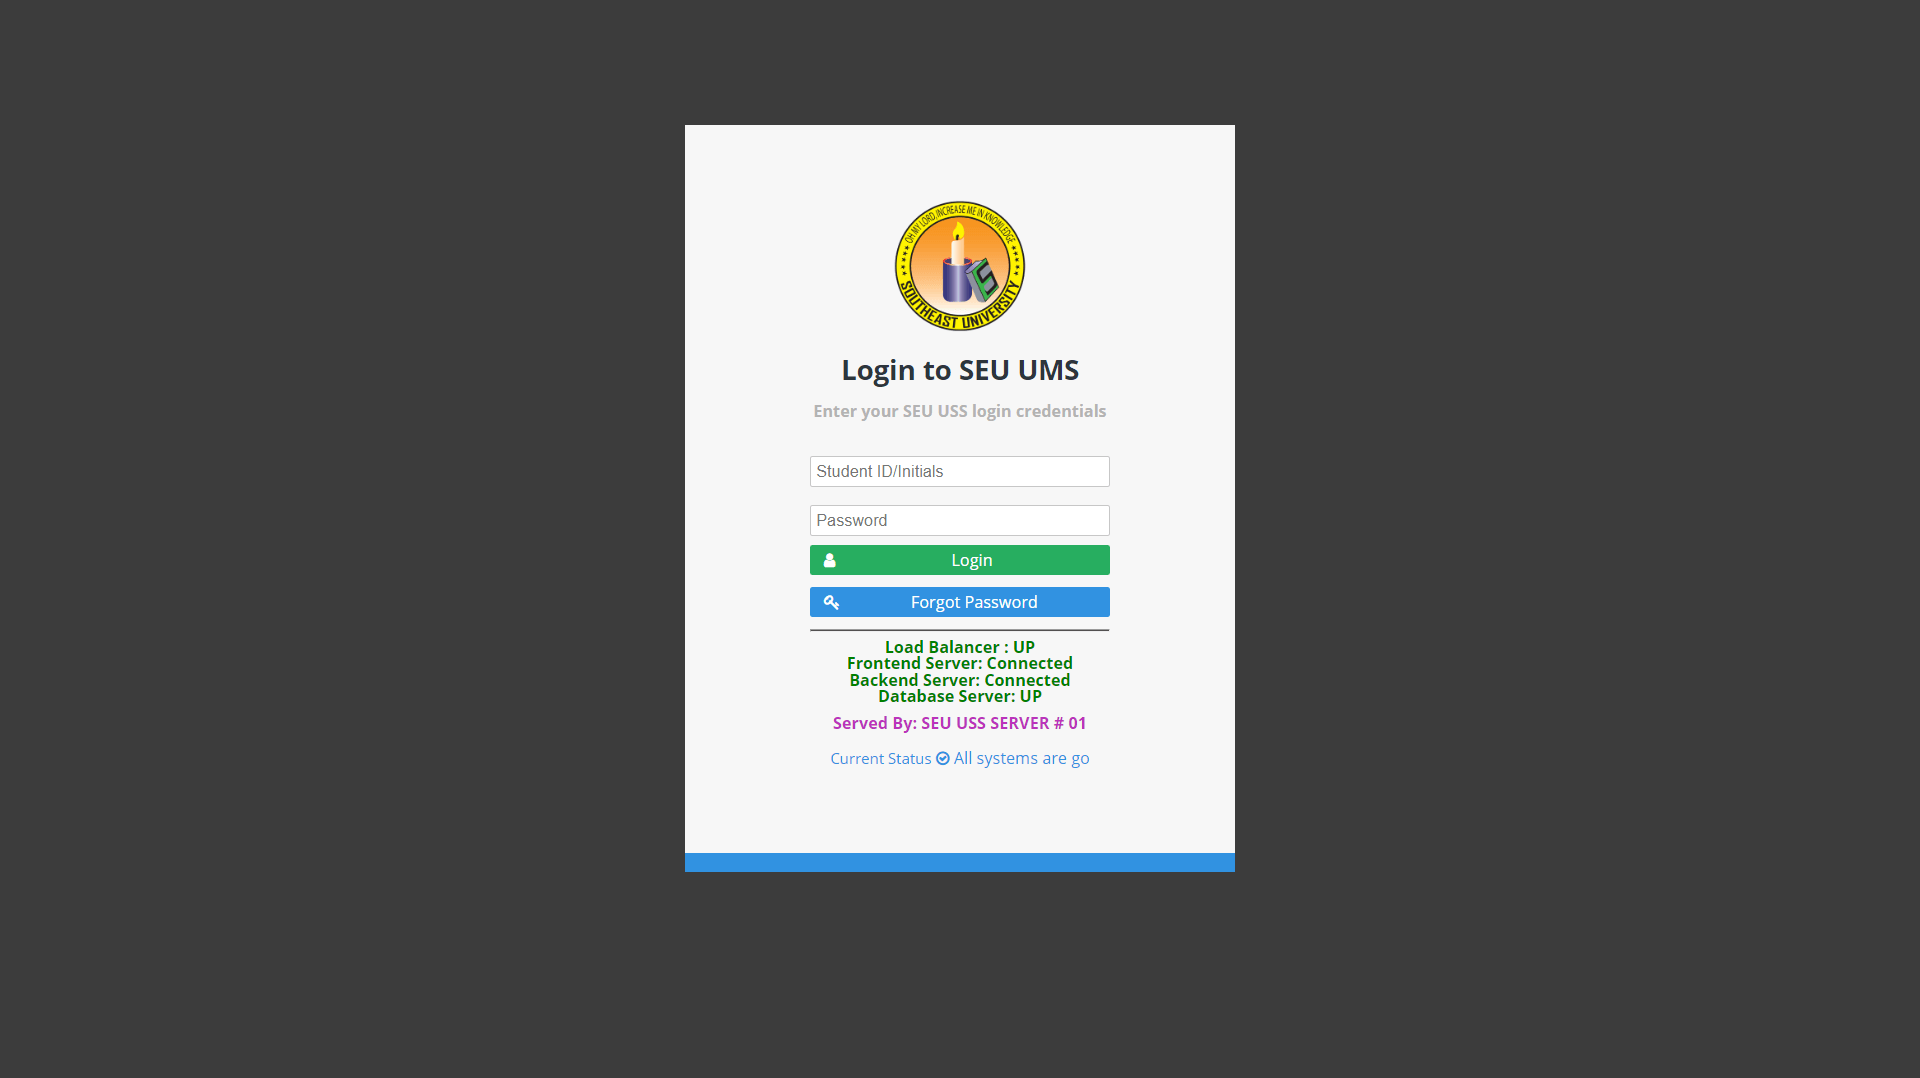 OH MY LORD, INCREASE ME IN KNOWLEDGE
SOUTHEAST UNIVERSITY
Login to SEU UMS
Enter your SEU USS login credentials
Student ID/Initials
Password
Login
Forgot Password
Load Balancer : UP
Frontend Server: Connected
Backend Server: Connected
Database Server: UP
Served By: SEU USS SERVER # 01
Current Status All systems are go